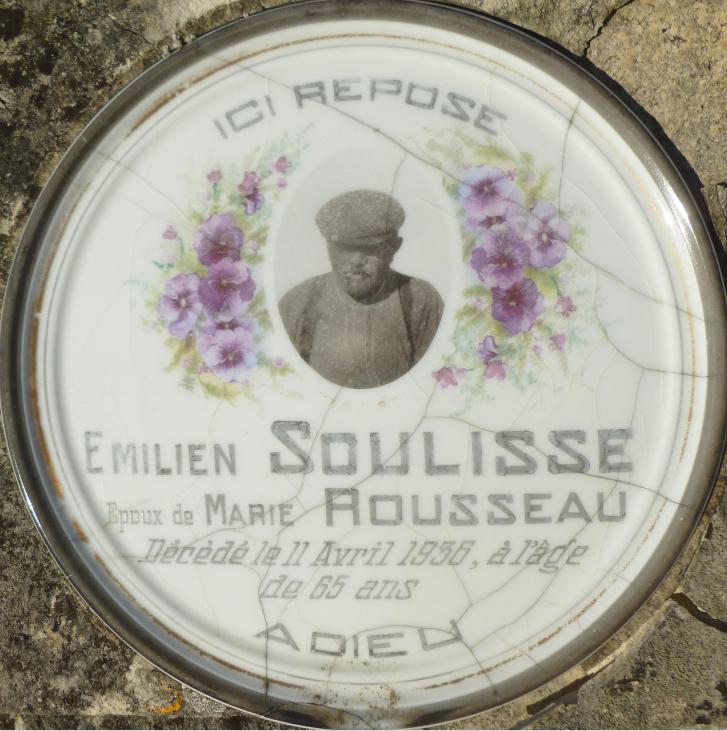 ICI REPOSE
EMILIEN SOULISSE
Epoux de MARIE ROUSSEAU
Décédé le 11 Avril 1936, à l'âge
de 65 ans
ADIEU